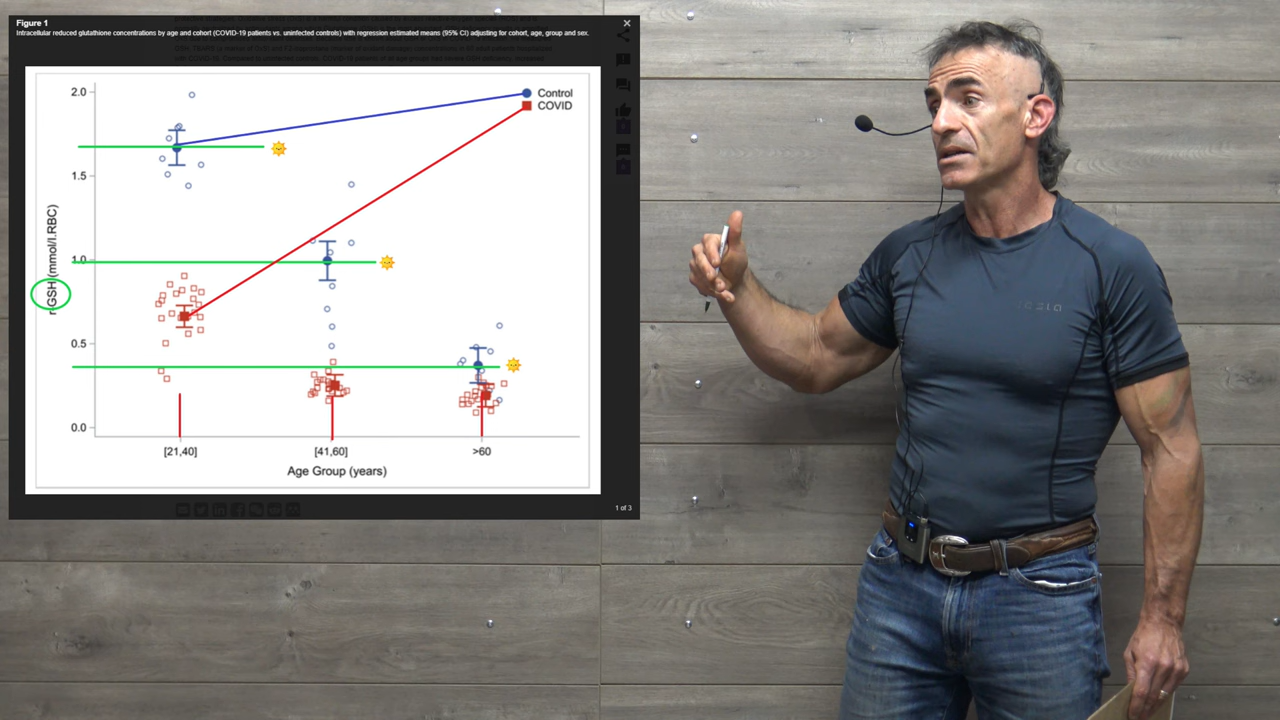 Figure 1
Intracellular reduced glutathione concentrations by age and cohort (COVID-19 patients vs. uninfected controls) with regression estimated means (95% CI) adjusting for cohort, age, group and sex.
2.0
1.5
1.0
0.5
0.0
r-GSH (mmol/l.RBC)
Control
COVID
[21,40]
[41,60]
>60
Age Group (years)
1 of 3